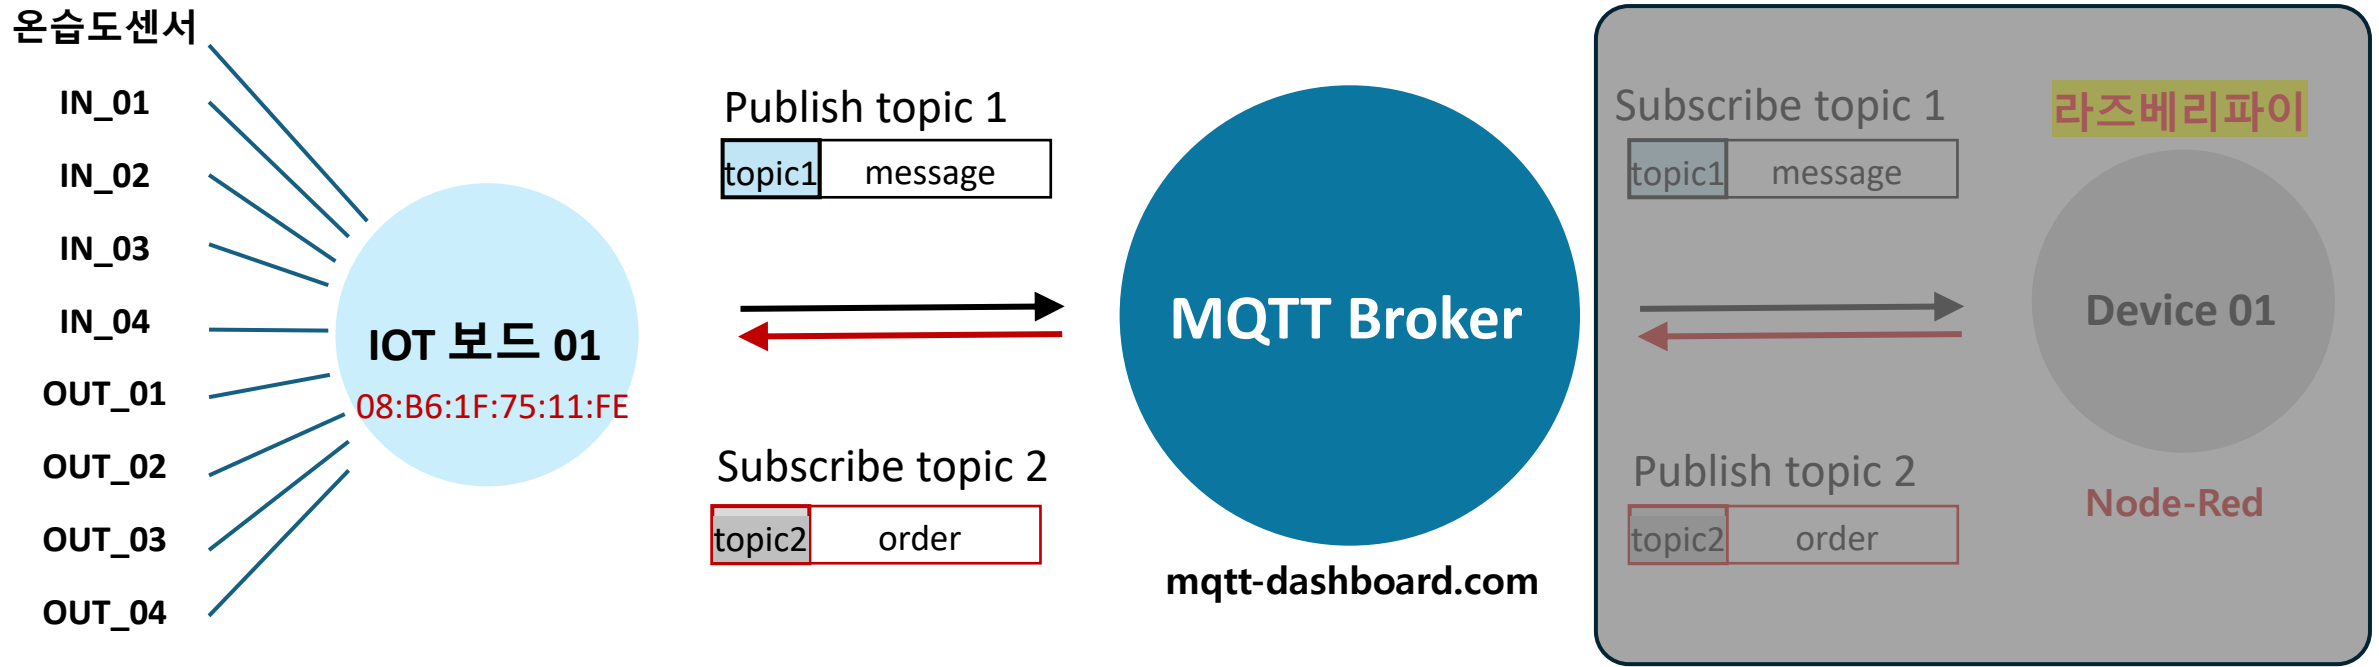 온습도센서
IN_01
IN_02
IN_03
IN_04
OUT_01
OUT_02
OUT_03
OUT_04
IOT 보드 01
08:B6:1F:75:11:FE
Publish topic 1
topic1 message
Subscribe topic 2
topic2 order
MQTT Broker
mqtt-dashboard.com
Subscribe topic 1
topic1 message
Publish topic 2
topic2 order
라즈베리파이
Device 01
Node-Red